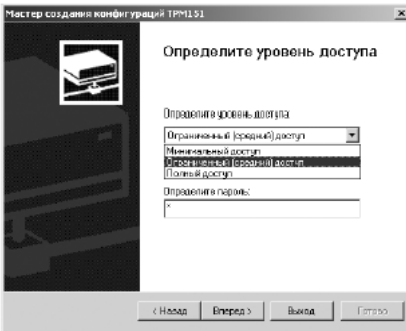 Мастер создания конфигураций ТРМ151
Определите уровень доступа
Определите уровень доступа:
Ограниченный (средний) доступ
Минимальный доступ
Ограниченный (средний) доступ
Полный доступ
Определите пароль:
*
< Назад
Вперед >
Выход
Готово